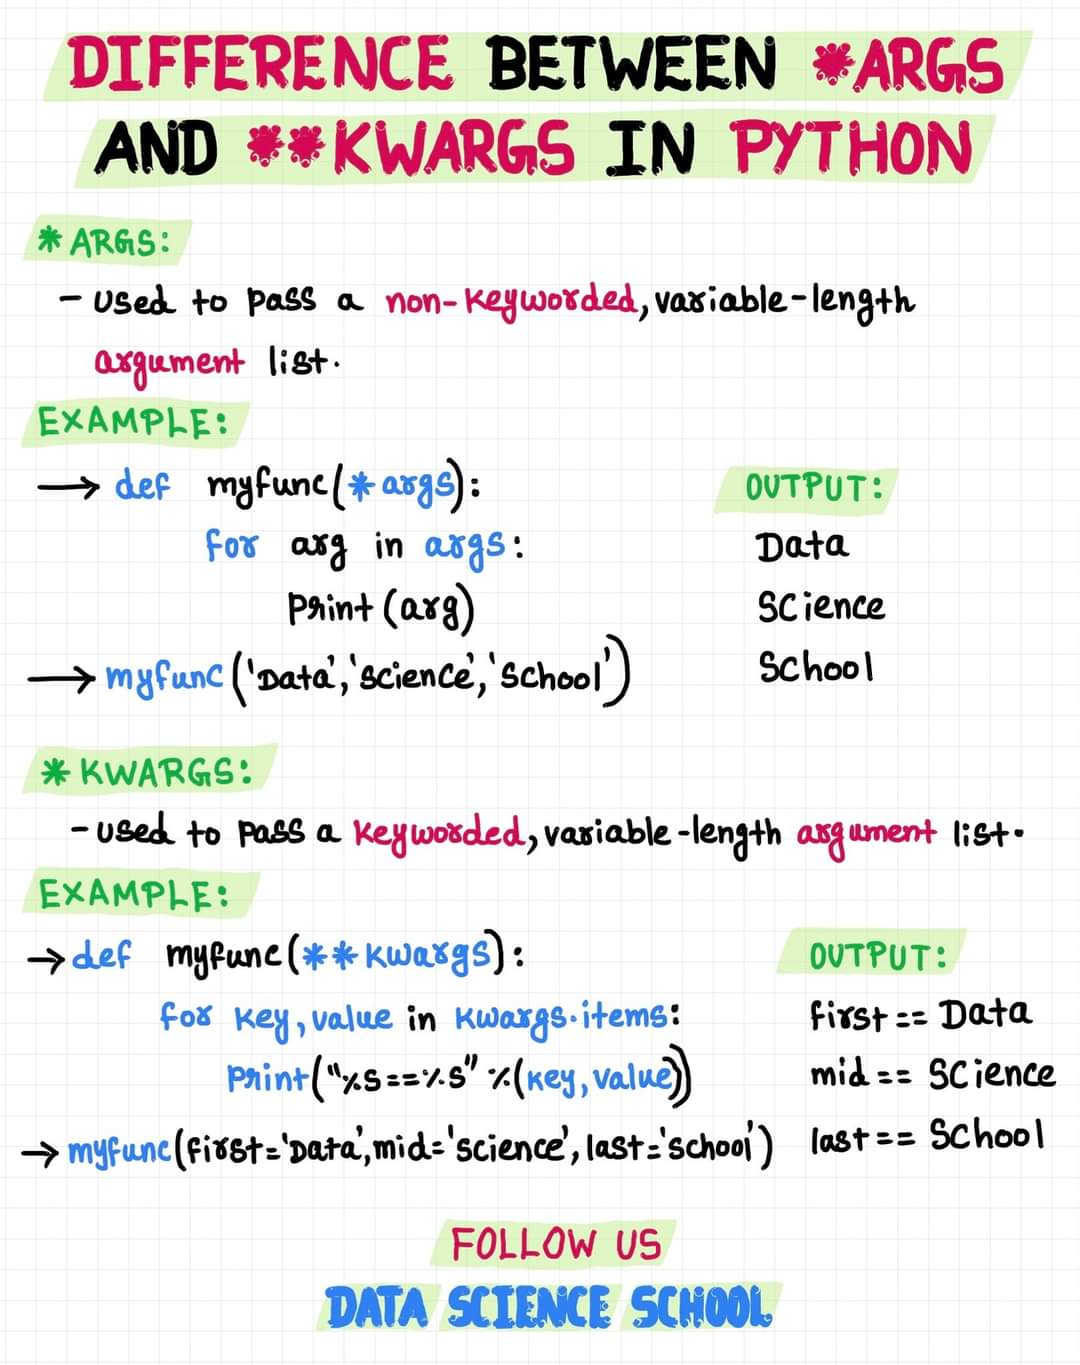 DIFFERENCE BETWEEN *ARGS
AND **KWARGS IN PYTHON
* ARGS:
- used to pass a non-keyworded, variable-length
argument list.
EXAMPLE:
→ def myfunc(*args):
for arg in args:
print(arg)
→ myfunc('Data','Science','School')
OUTPUT:
Data
Science
School
* KWARGS:
- used to pass a keyworded, variable-length argument list.
EXAMPLE:
→ def myfunc(**kwargs):
for key, value in kwargs.items:
print("%s==%s" %(key, value))
→ myfunc(first='Data', mid='science', last='school')
OUTPUT:
first == Data
mid == Science
last == School
FOLLOW US
DATA SCIENCE SCHOOL